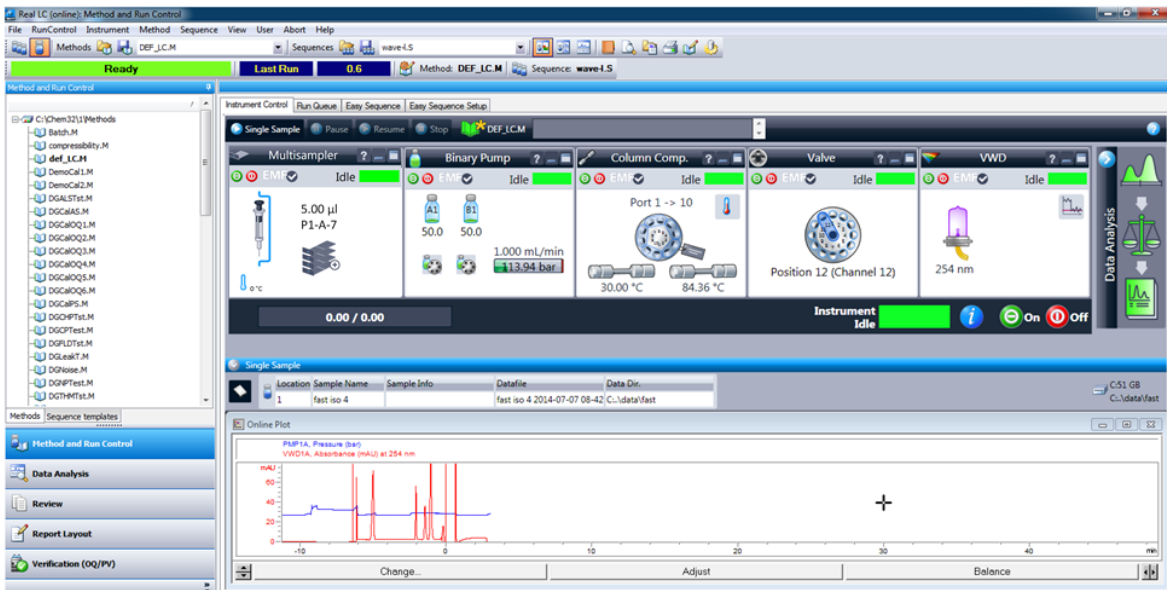 Real LC (online): Method and Run Control
File RunControl Instrument Method Sequence View User Abort Help
Methods DEF_LC.M Sequences wave-l.S
Ready Last Run 0.6 Method: DEF_LC.M Sequence: wave-l.S
Method and Run Control
C:\Chem32\1\Methods
Batch.M
compressibility.M
def_LC.M
DemoCal1.M
DemoCal2.M
DGALSTst.M
DGCalAS.M
DGCalOQ1.M
DGCalOQ2.M
DGCalOQ3.M
DGCalOQ4.M
DGCalOQ5.M
DGCalOQ6.M
DGCalPS.M
DGCHPTst.M
DGCPTest.M
DGFLDTst.M
DGLeakT.M
DGNoise.M
DGNPTest.M
DGTHMTst.M
Methods Sequence templates
Method and Run Control
Data Analysis
Review
Report Layout
Verification (OQ/PV)
Instrument Control Run Queue Easy Sequence Easy Sequence Setup
Single Sample Pause Resume Stop DEF_LC.M
Multisampler ? Binary Pump ? Column Comp. ? Valve ? VWD ?
EMF Idle EMF Idle EMF Idle EMF Idle EMF Idle
5.00 µl
P1-A-7
0 °C
A1 B1
50.0 50.0
1.000 mL/min
113.94 bar
Port 1 -> 10
30.00 °C 84.36 °C
12
Position 12 (Channel 12)
254 nm
Data Analysis
0.00 / 0.00
Instrument
Idle
On Off
Single Sample
Location Sample Name Sample Info Datafile Data Dir.
1 fast iso 4 fast iso 4 2014-07-07 08-42 C:..\data\fast
C:51 GB
C:..\data\fast
Online Plot
PMP1A, Pressure (bar)
VWD1A, Absorbance (mAU) at 254 nm
mAU
60
40
20
0
-10 0 10 20 30 40 min
Change... Adjust Balance